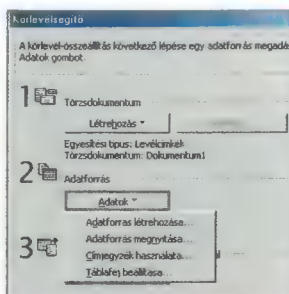 Körlevélsegítő
A körlevél-összeállítás következő lépése egy adatforrás megadá
Adatok gombot.
1 Törzsdokumentum
Létrehozás
Egyesítési típus: Levélcímkék
Törzsdokumentum: Dokumentum1
2 Adatforrás
Adatok
Adatforrás létrehozása...
Adatforrás megnyitása...
3 Címjegyzék használata...
Táblafej beállítása...